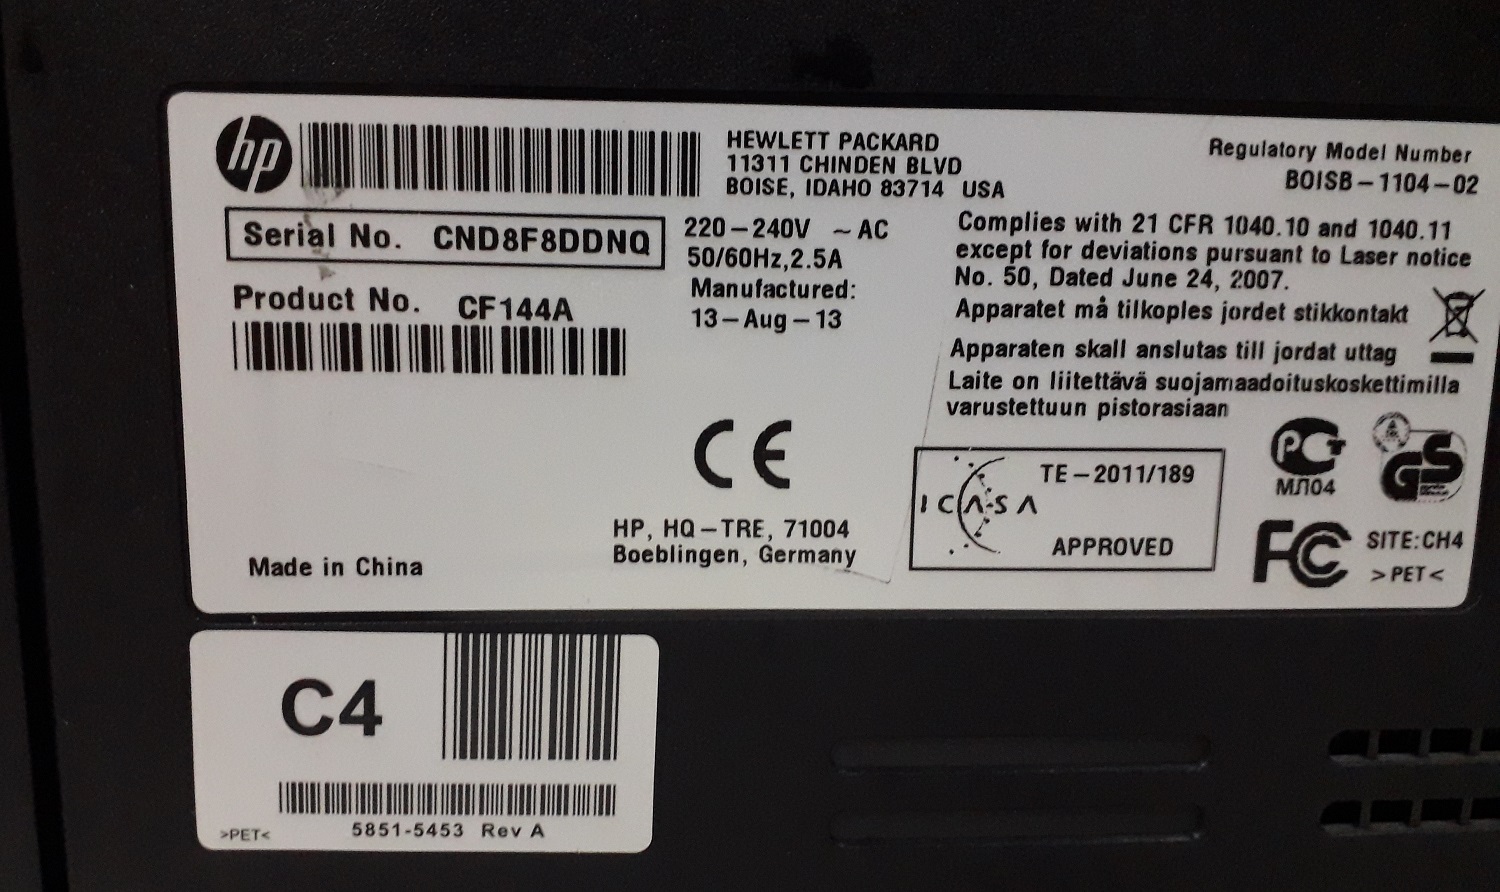 hp
HEWLETT PACKARD
11311 CHINDEN BLVD
BOISE, IDAHO 83714 USA
Regulatory Model Number
BOISB-1104-02
Serial No. CND8F8DDNQ
Product No. CF144A
220-240V ~ AC
50/60Hz,2.5A
Manufactured:
13-Aug-13
Complies with 21 CFR 1040.10 and 1040.11
except for deviations pursuant to Laser notice
No. 50, Dated June 24, 2007.
Apparatet må tilkoples jordet stikkontakt
Apparaten skall anslutas till jordat uttag
Laite on liitettävä suojamaadoituskoskettimilla
varustettuun pistorasiaan
CE
HP, HQ-TRE, 71004
Boeblingen, Germany
Made in China
ICASA
TE-2011/189
APPROVED
РСТ
МЛ04
GS
FC
SITE:CH4
>PET<
C4
>PET<
5851-5453 Rev A